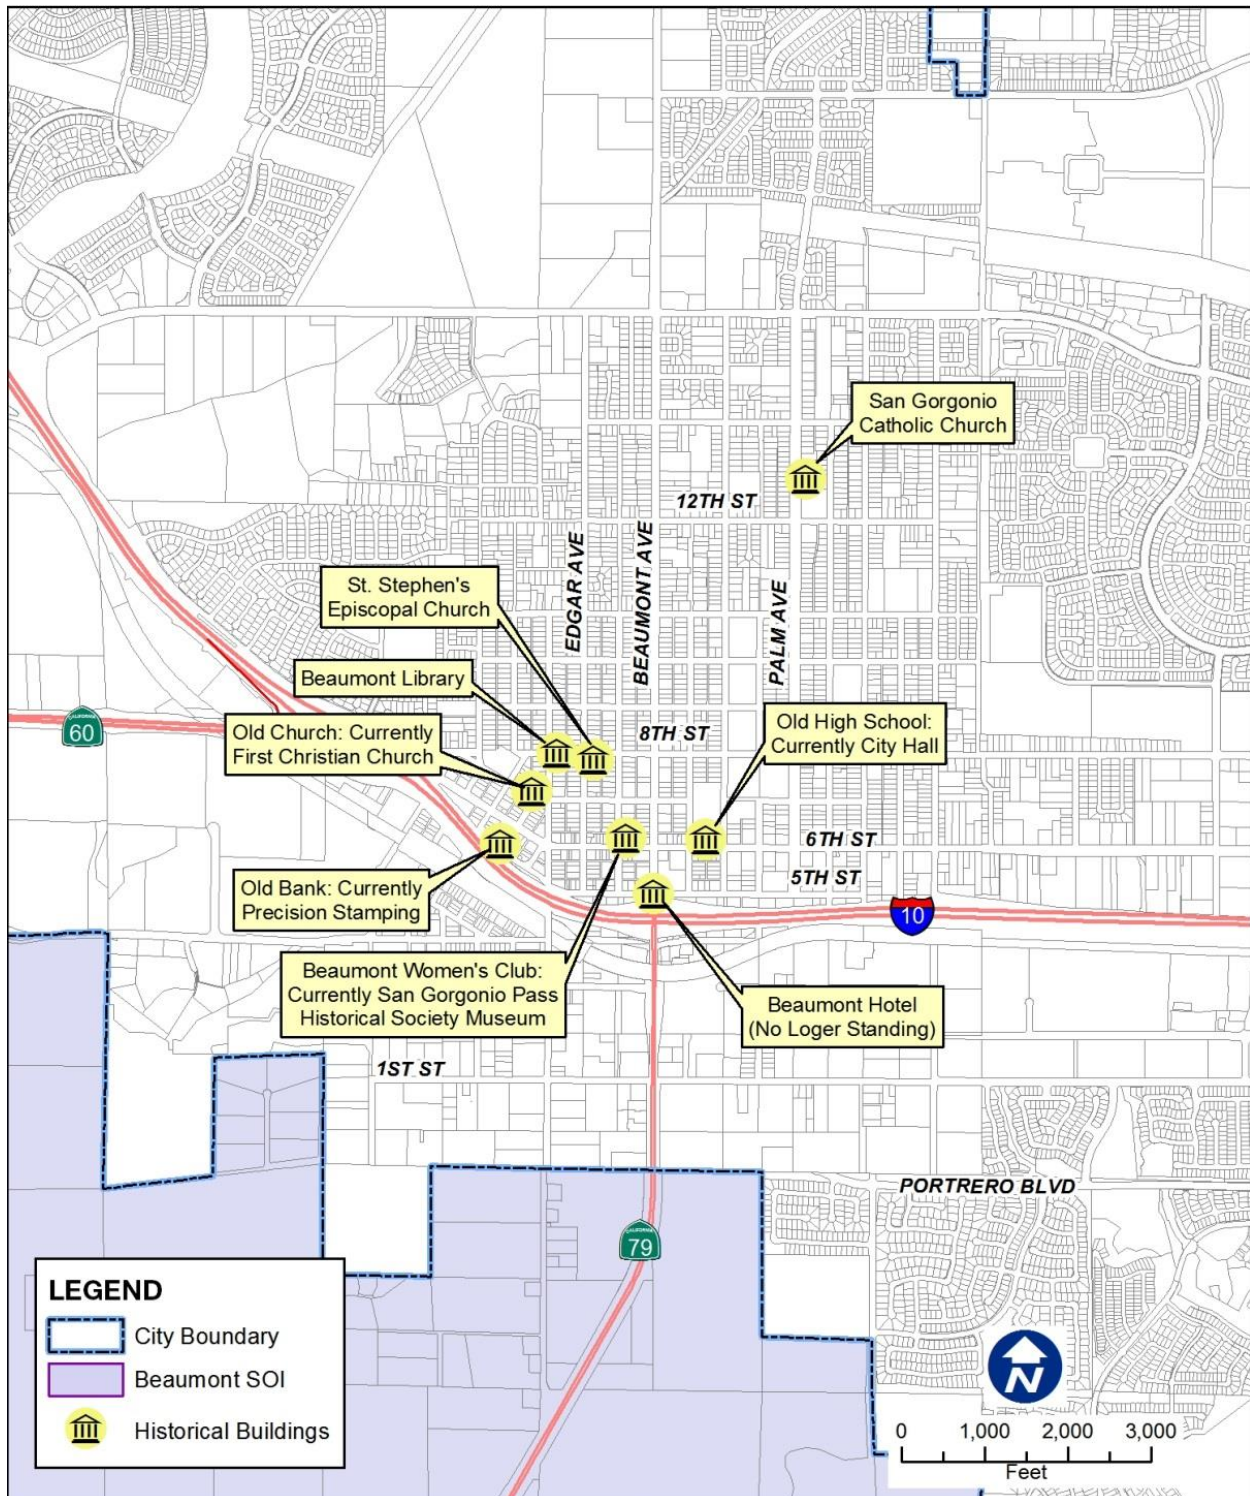 San Gorgonio
Catholic Church
12TH ST
EDGAR AVE
BEAUMONT AVE
PALM AVE
St. Stephen's
Episcopal Church
Beaumont Library
Old Church: Currently
First Christian Church
8TH ST
Old High School:
Currently City Hall
CALIFORNIA
60
6TH ST
5TH ST
Old Bank: Currently
Precision Stamping
10
Beaumont Women's Club:
Currently San Gorgonio Pass
Historical Society Museum
Beaumont Hotel
(No Loger Standing)
1ST ST
PORTRERO BLVD
CALIFORNIA
79
LEGEND
City Boundary
Beaumont SOI
Historical Buildings
N
0 1,000 2,000 3,000
Feet